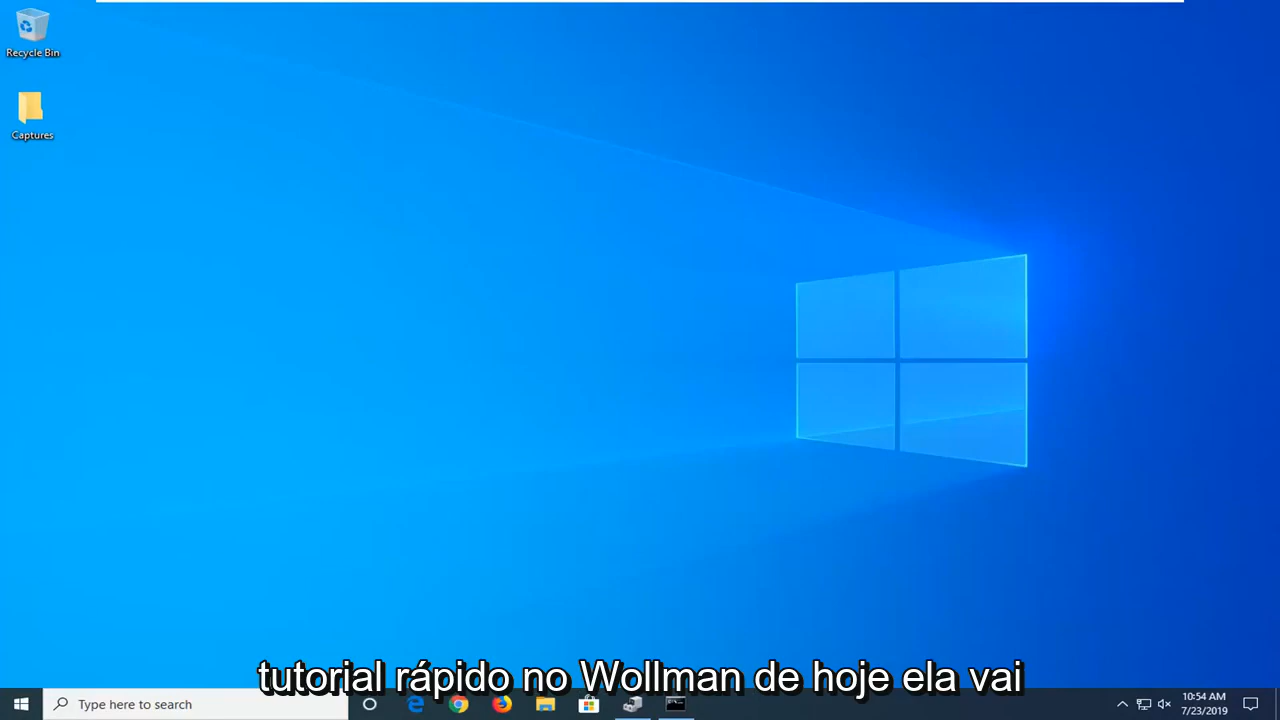 Recycle Bin
Captures
tutorial rápido no Wollman de hoje ela vai
Type here to search
10:54 AM
7/23/2019